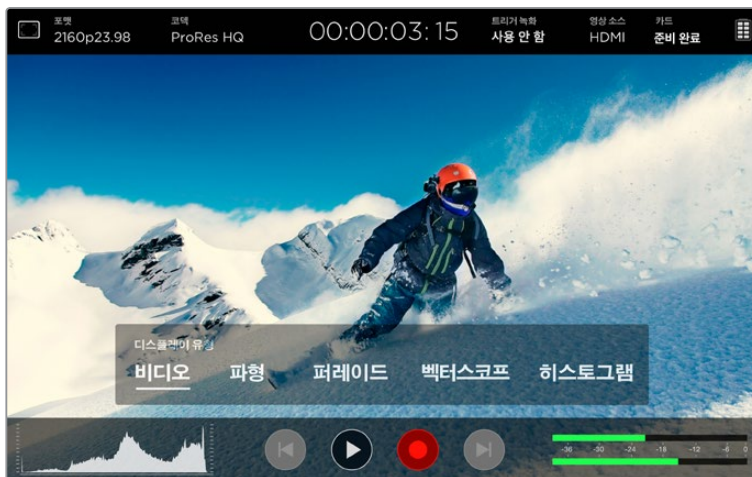 포맷
2160p23.98
코덱
ProRes HQ
00:00:03:15
트리거 녹화
사용 안 함
영상 소스
HDMI
카드
준비 완료
디스플레이 유형
비디오 파형 퍼레이드 벡터스코프 히스토그램
-36 -30 -24 -18 -12 -6 0